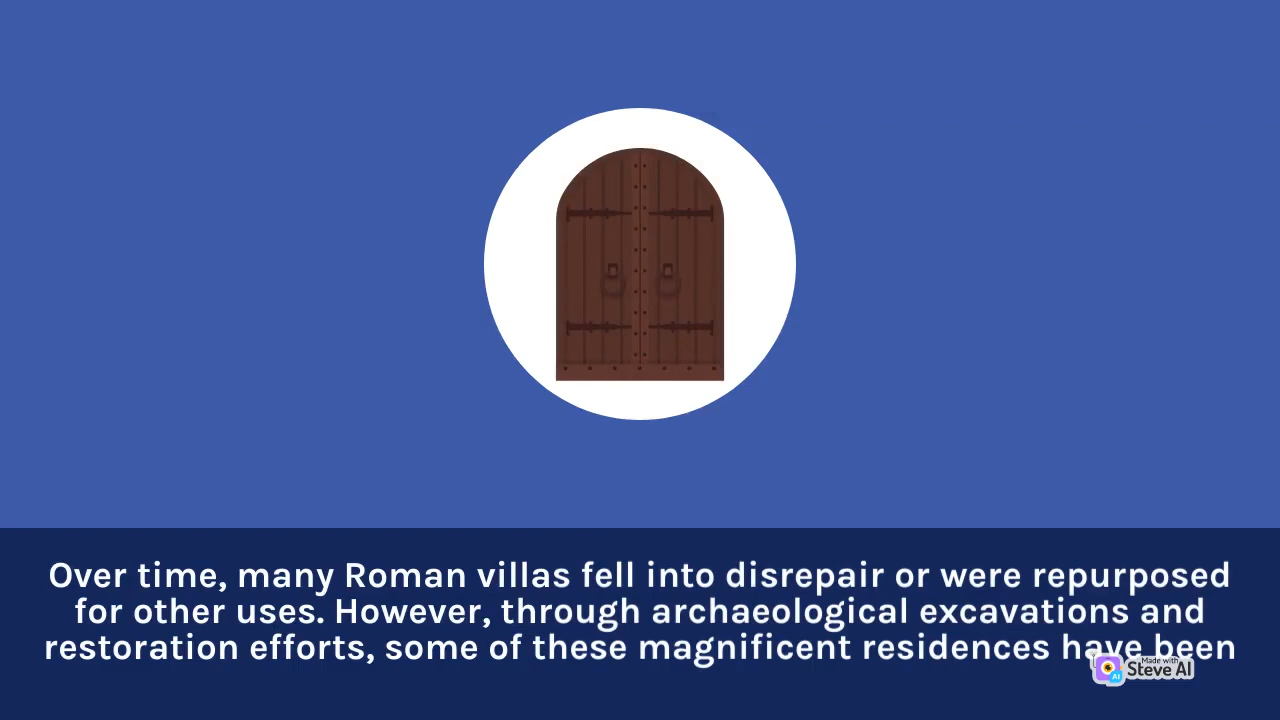 Over time, many Roman villas fell into disrepair or were repurposed
for other uses. However, through archaeological excavations and
restoration efforts, some of these magnificent residences have been
Made with
Steve AI
AI